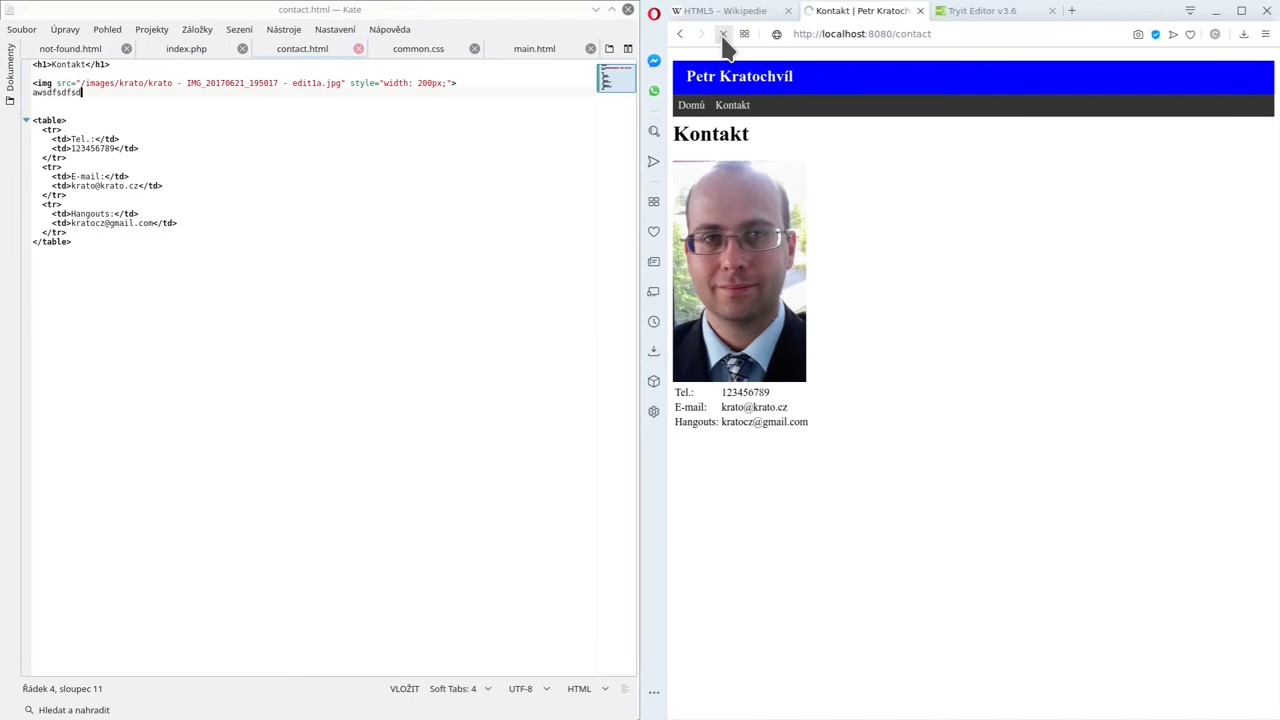 contact.html — Kate
Soubor Úpravy Pohled Projekty Záložky Sezení Nástroje Nastavení Nápověda
not-found.html index.php contact.html common.css main.html
Dokumenty
<h1>Kontakt</h1>
<img src="/images/krato/krato - IMG_20170621_195017 - edit1a.jpg" style="width: 200px;">
awsdfsdfsd
<table>
<tr>
<td>Tel.:</td>
<td>123456789</td>
</tr>
<tr>
<td>E-mail:</td>
<td>krato@krato.cz</td>
</tr>
<tr>
<td>Hangouts:</td>
<td>kratocz@gmail.com</td>
</tr>
</table>
Řádek 4, sloupec 11 VLOŽIT Soft Tabs: 4 UTF-8 HTML
Hledat a nahradit
HTML5 – Wikipedie Kontakt | Petr Kratoch Tryit Editor v3.6
http://localhost:8080/contact
Petr Kratochvíl
Domů Kontakt
Kontakt
Tel.: 123456789
E-mail: krato@krato.cz
Hangouts: kratocz@gmail.com